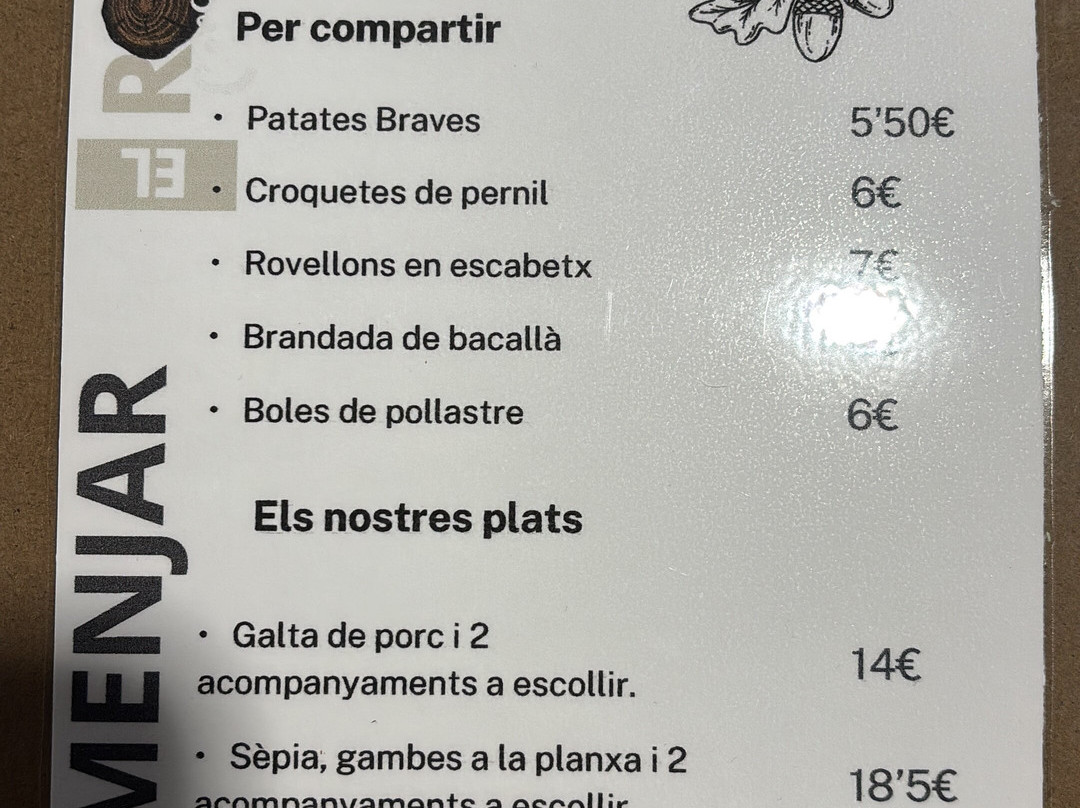 Per compartir
• Patates Braves 5'50€
• Croquetes de pernil 6€
• Rovellons en escabetx 7€
• Brandada de bacallà
• Boles de pollastre 6€
Els nostres plats
• Galta de porc i 2
acompanyaments a escollir. 14€
• Sèpia, gambes a la planxa i 2
acompanyaments a escollir 18'5€
MENJAR
EL R